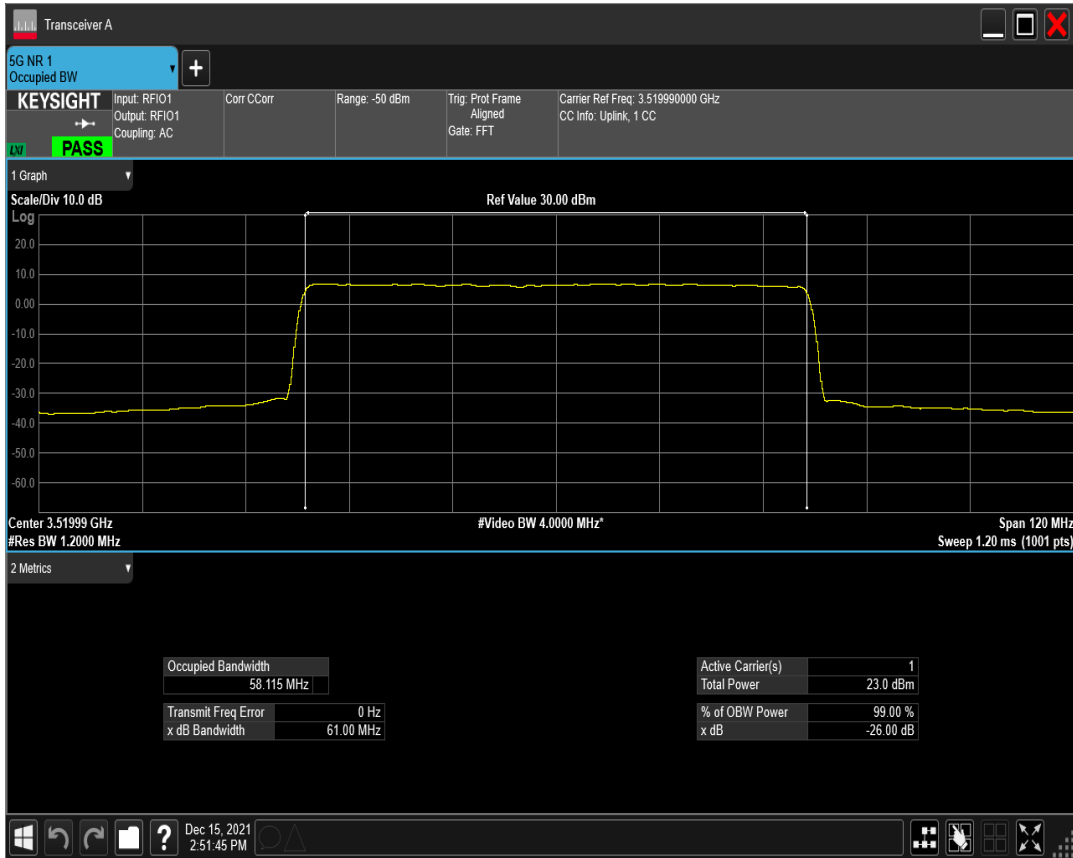 Transceiver A
5G NR 1
Occupied BW
KEYSIGHT
LXI
PASS
Input: RFIO1
Output: RFIO1
Coupling: AC
Corr CCorr
Range: -50 dBm
Trig: Prot Frame
Aligned
Gate: FFT
Carrier Ref Freq: 3.519990000 GHz
CC Info: Uplink, 1 CC
1 Graph
Scale/Div 10.0 dB
Ref Value 30.00 dBm
Log
20.0
10.0
0.00
-10.0
-20.0
-30.0
-40.0
-50.0
-60.0
Center 3.51999 GHz
#Video BW 4.0000 MHz*
Span 120 MHz
#Res BW 1.2000 MHz
Sweep 1.20 ms (1001 pts)
2 Metrics
Occupied Bandwidth
58.115 MHz
Transmit Freq Error 0 Hz
x dB Bandwidth 61.00 MHz
Active Carrier(s) 1
Total Power 23.0 dBm
% of OBW Power 99.00 %
x dB -26.00 dB
Dec 15, 2021
2:51:45 PM